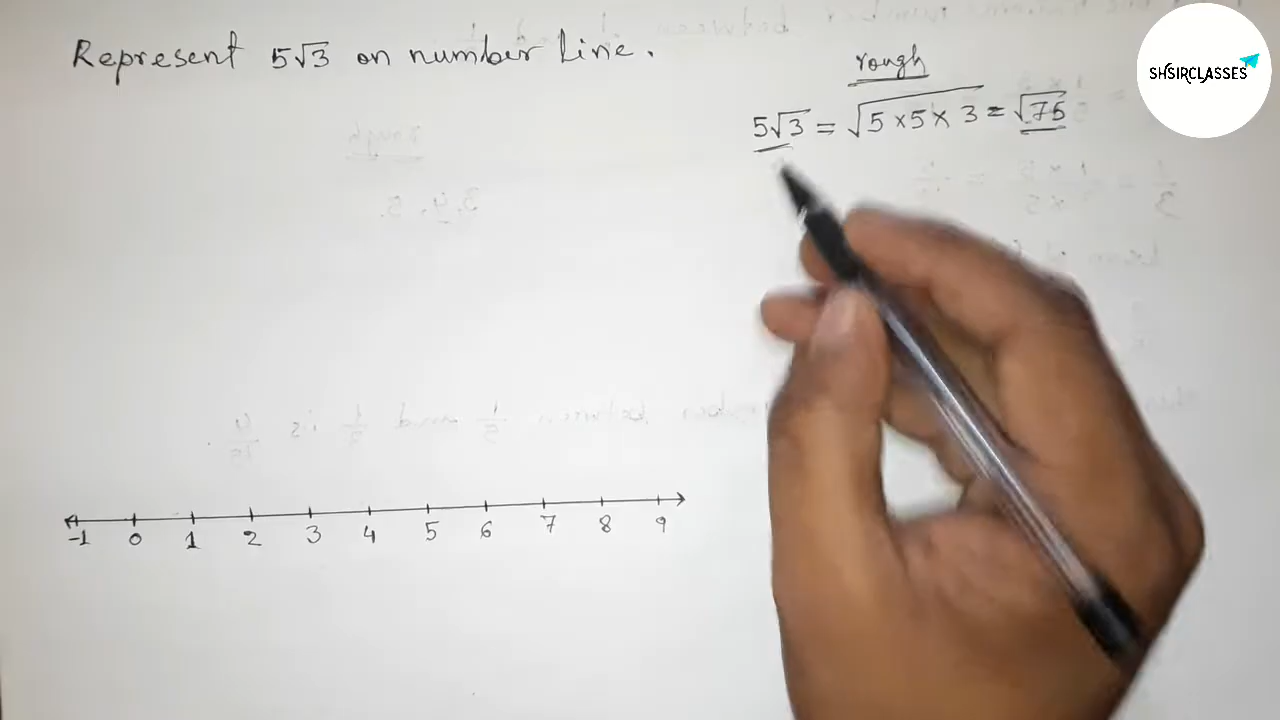 Represent 5√3 on number line.
rough
5√3 = √5×5×3 = √75
SHSIRCLASSES
-1 0 1 2 3 4 5 6 7 8 9